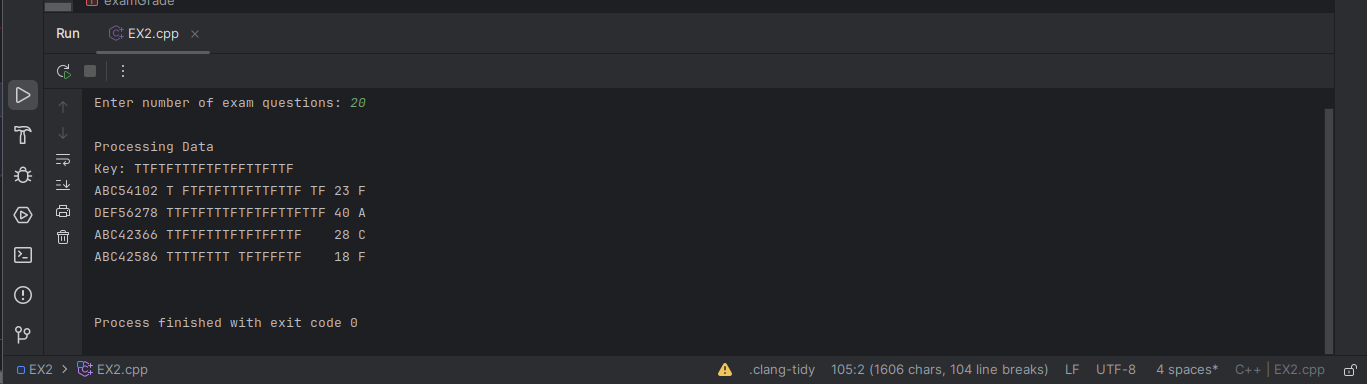 examGrade
Run EX2.cpp
Enter number of exam questions: 20
Processing Data
Key: TTFTFTTTFTFTFFTTFTTF
ABC54102 T FTFTFTTTFTTFTTF TF 23 F
DEF56278 TTFTFTTTFTFTFFTTFTTF 40 A
ABC42366 TTFTFTTTFTFTFFTTF    28 C
ABC42586 TTTTFTTT TFTFFFTF    18 F
Process finished with exit code 0
EX2 > EX2.cpp .clang-tidy 105:2 (1606 chars, 104 line breaks) LF UTF-8 4 spaces* C++ | EX2.cpp